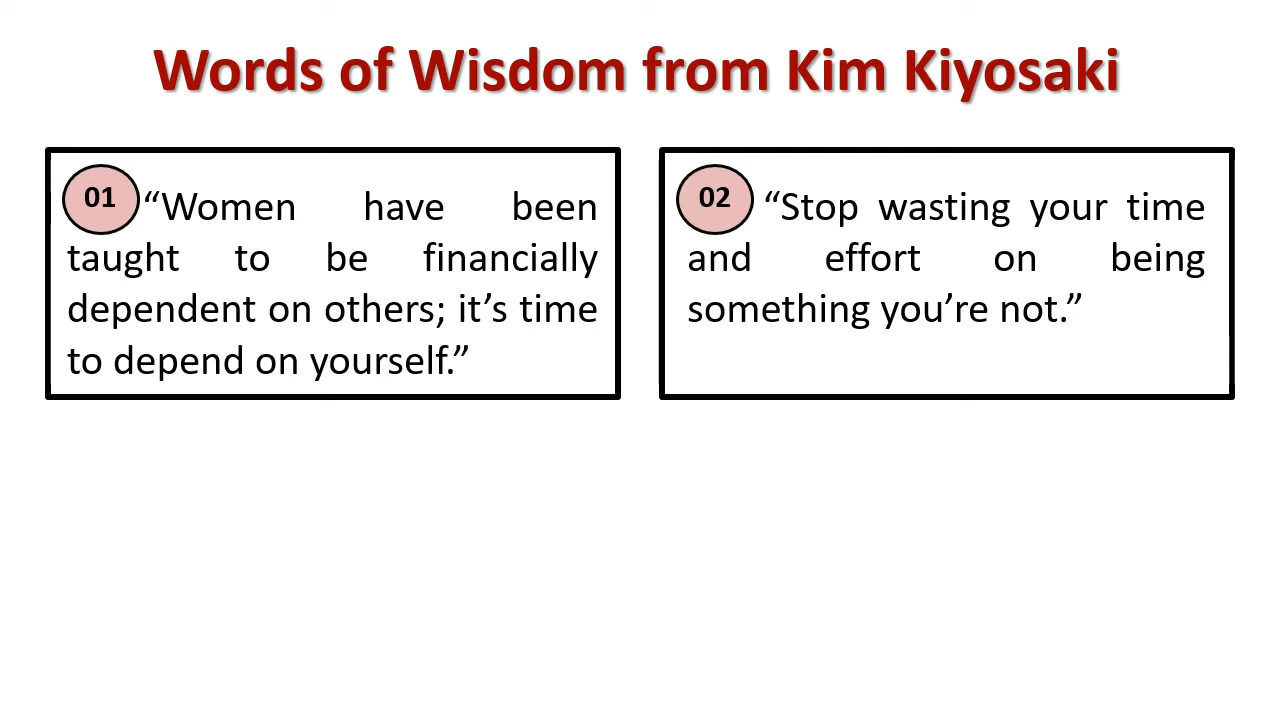 Words of Wisdom from Kim Kiyosaki
01
“Women have been
taught to be financially
dependent on others; it’s time
to depend on yourself.”
02
“Stop wasting your time
and effort on being
something you’re not.”